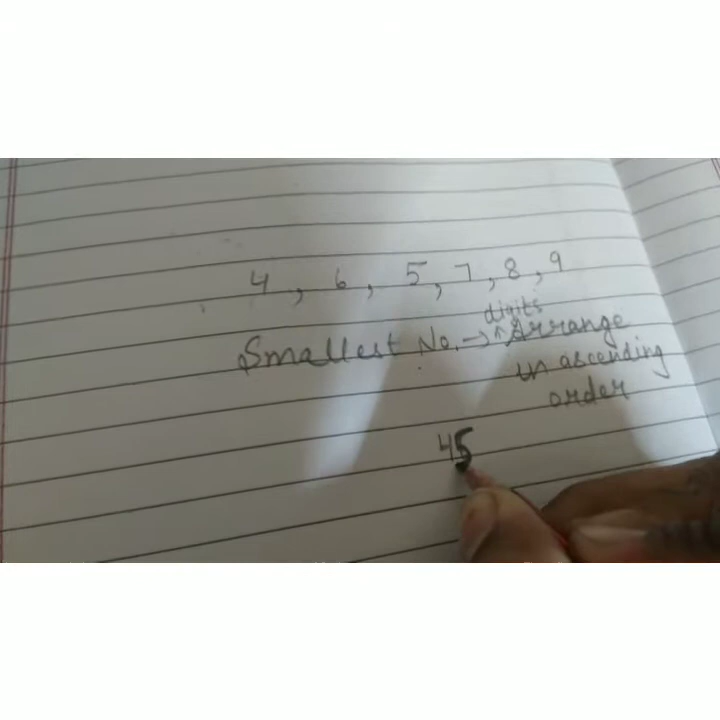 4, 6, 5, 7, 8, 9
Smallest No. → digits Arrange
in ascending
order
45